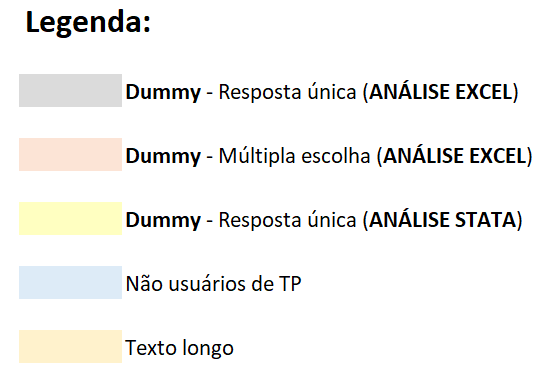 Legenda:
Dummy - Resposta única (ANÁLISE EXCEL)
Dummy - Múltipla escolha (ANÁLISE EXCEL)
Dummy - Resposta única (ANÁLISE STATA)
Não usuários de TP
Texto longo